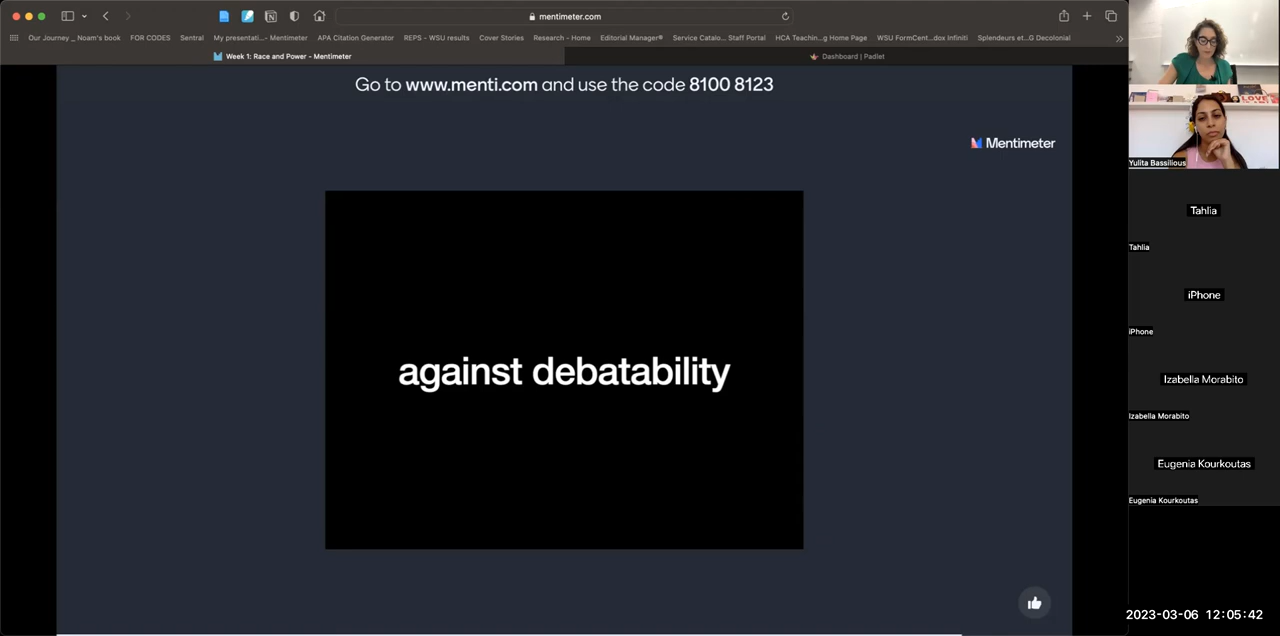 mentimeter.com
Our Journey _ Noam's book
FOR CODES
Sentral
My presentati...- Mentimeter
APA Citation Generator
REPS - WSU results
Cover Stories
Research - Home
Editorial Manager®
Service Catalo... Staff Portal
HCA Teachin...g Home Page
WSU FormCent...dox Infiniti
Splendeurs et...G Decolonial
Week 1: Race and Power - Mentimeter
Dashboard | Padlet
Go to www.menti.com and use the code 8100 8123
Mentimeter
against debatability
LOVE
Yulita Bassilious
Tahlia
Tahlia
iPhone
iPhone
Izabella Morabito
Izabella Morabito
Eugenia Kourkoutas
Eugenia Kourkoutas
2023-03-06 12:05:42